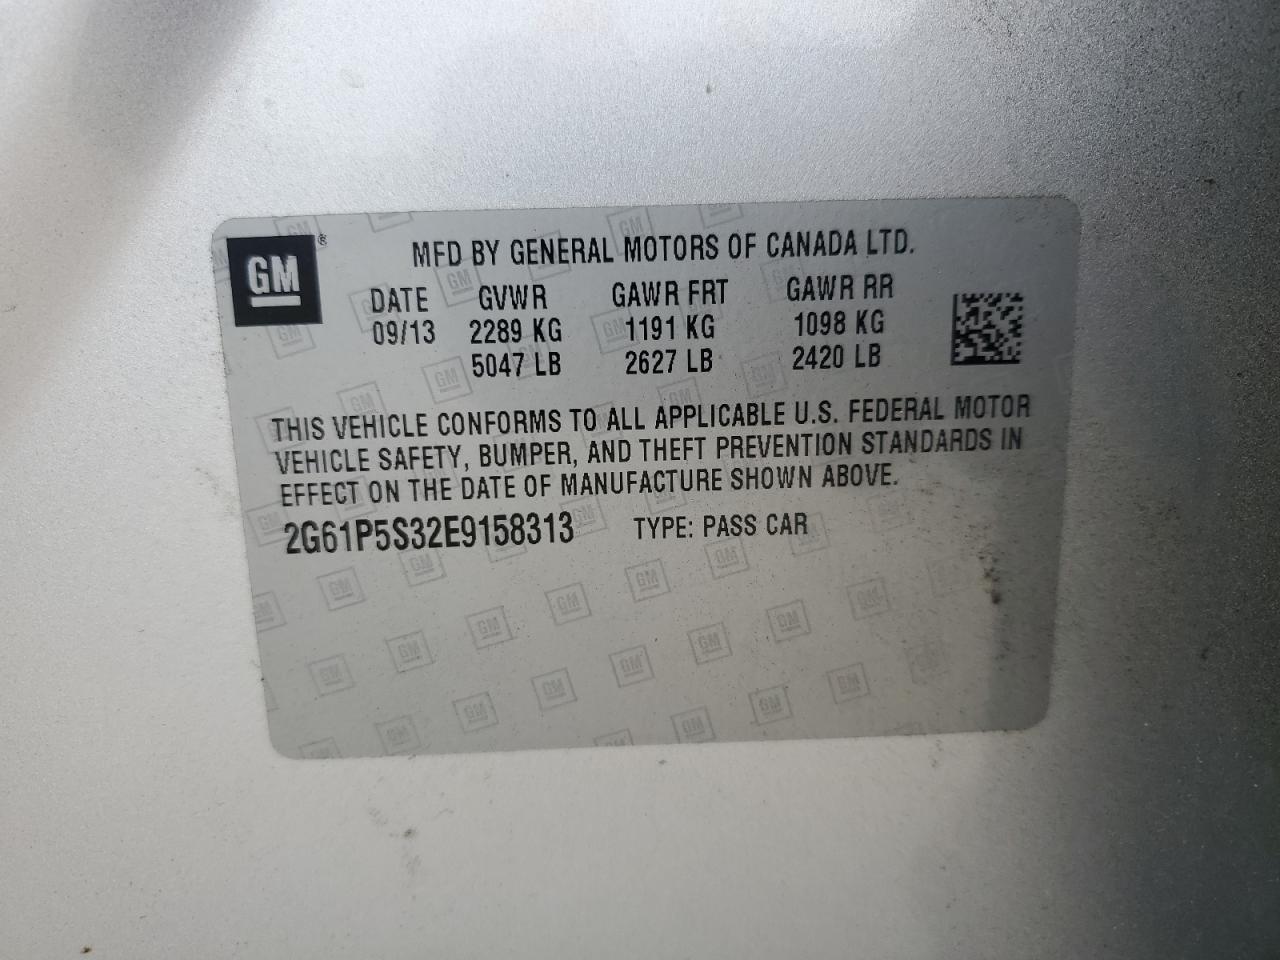 GM ®
MFD BY GENERAL MOTORS OF CANADA LTD.
DATE GVWR GAWR FRT GAWR RR
09/13 2289 KG 1191 KG 1098 KG
5047 LB 2627 LB 2420 LB
THIS VEHICLE CONFORMS TO ALL APPLICABLE U.S. FEDERAL MOTOR
VEHICLE SAFETY, BUMPER, AND THEFT PREVENTION STANDARDS IN
EFFECT ON THE DATE OF MANUFACTURE SHOWN ABOVE.
2G61P5S32E9158313 TYPE: PASS CAR